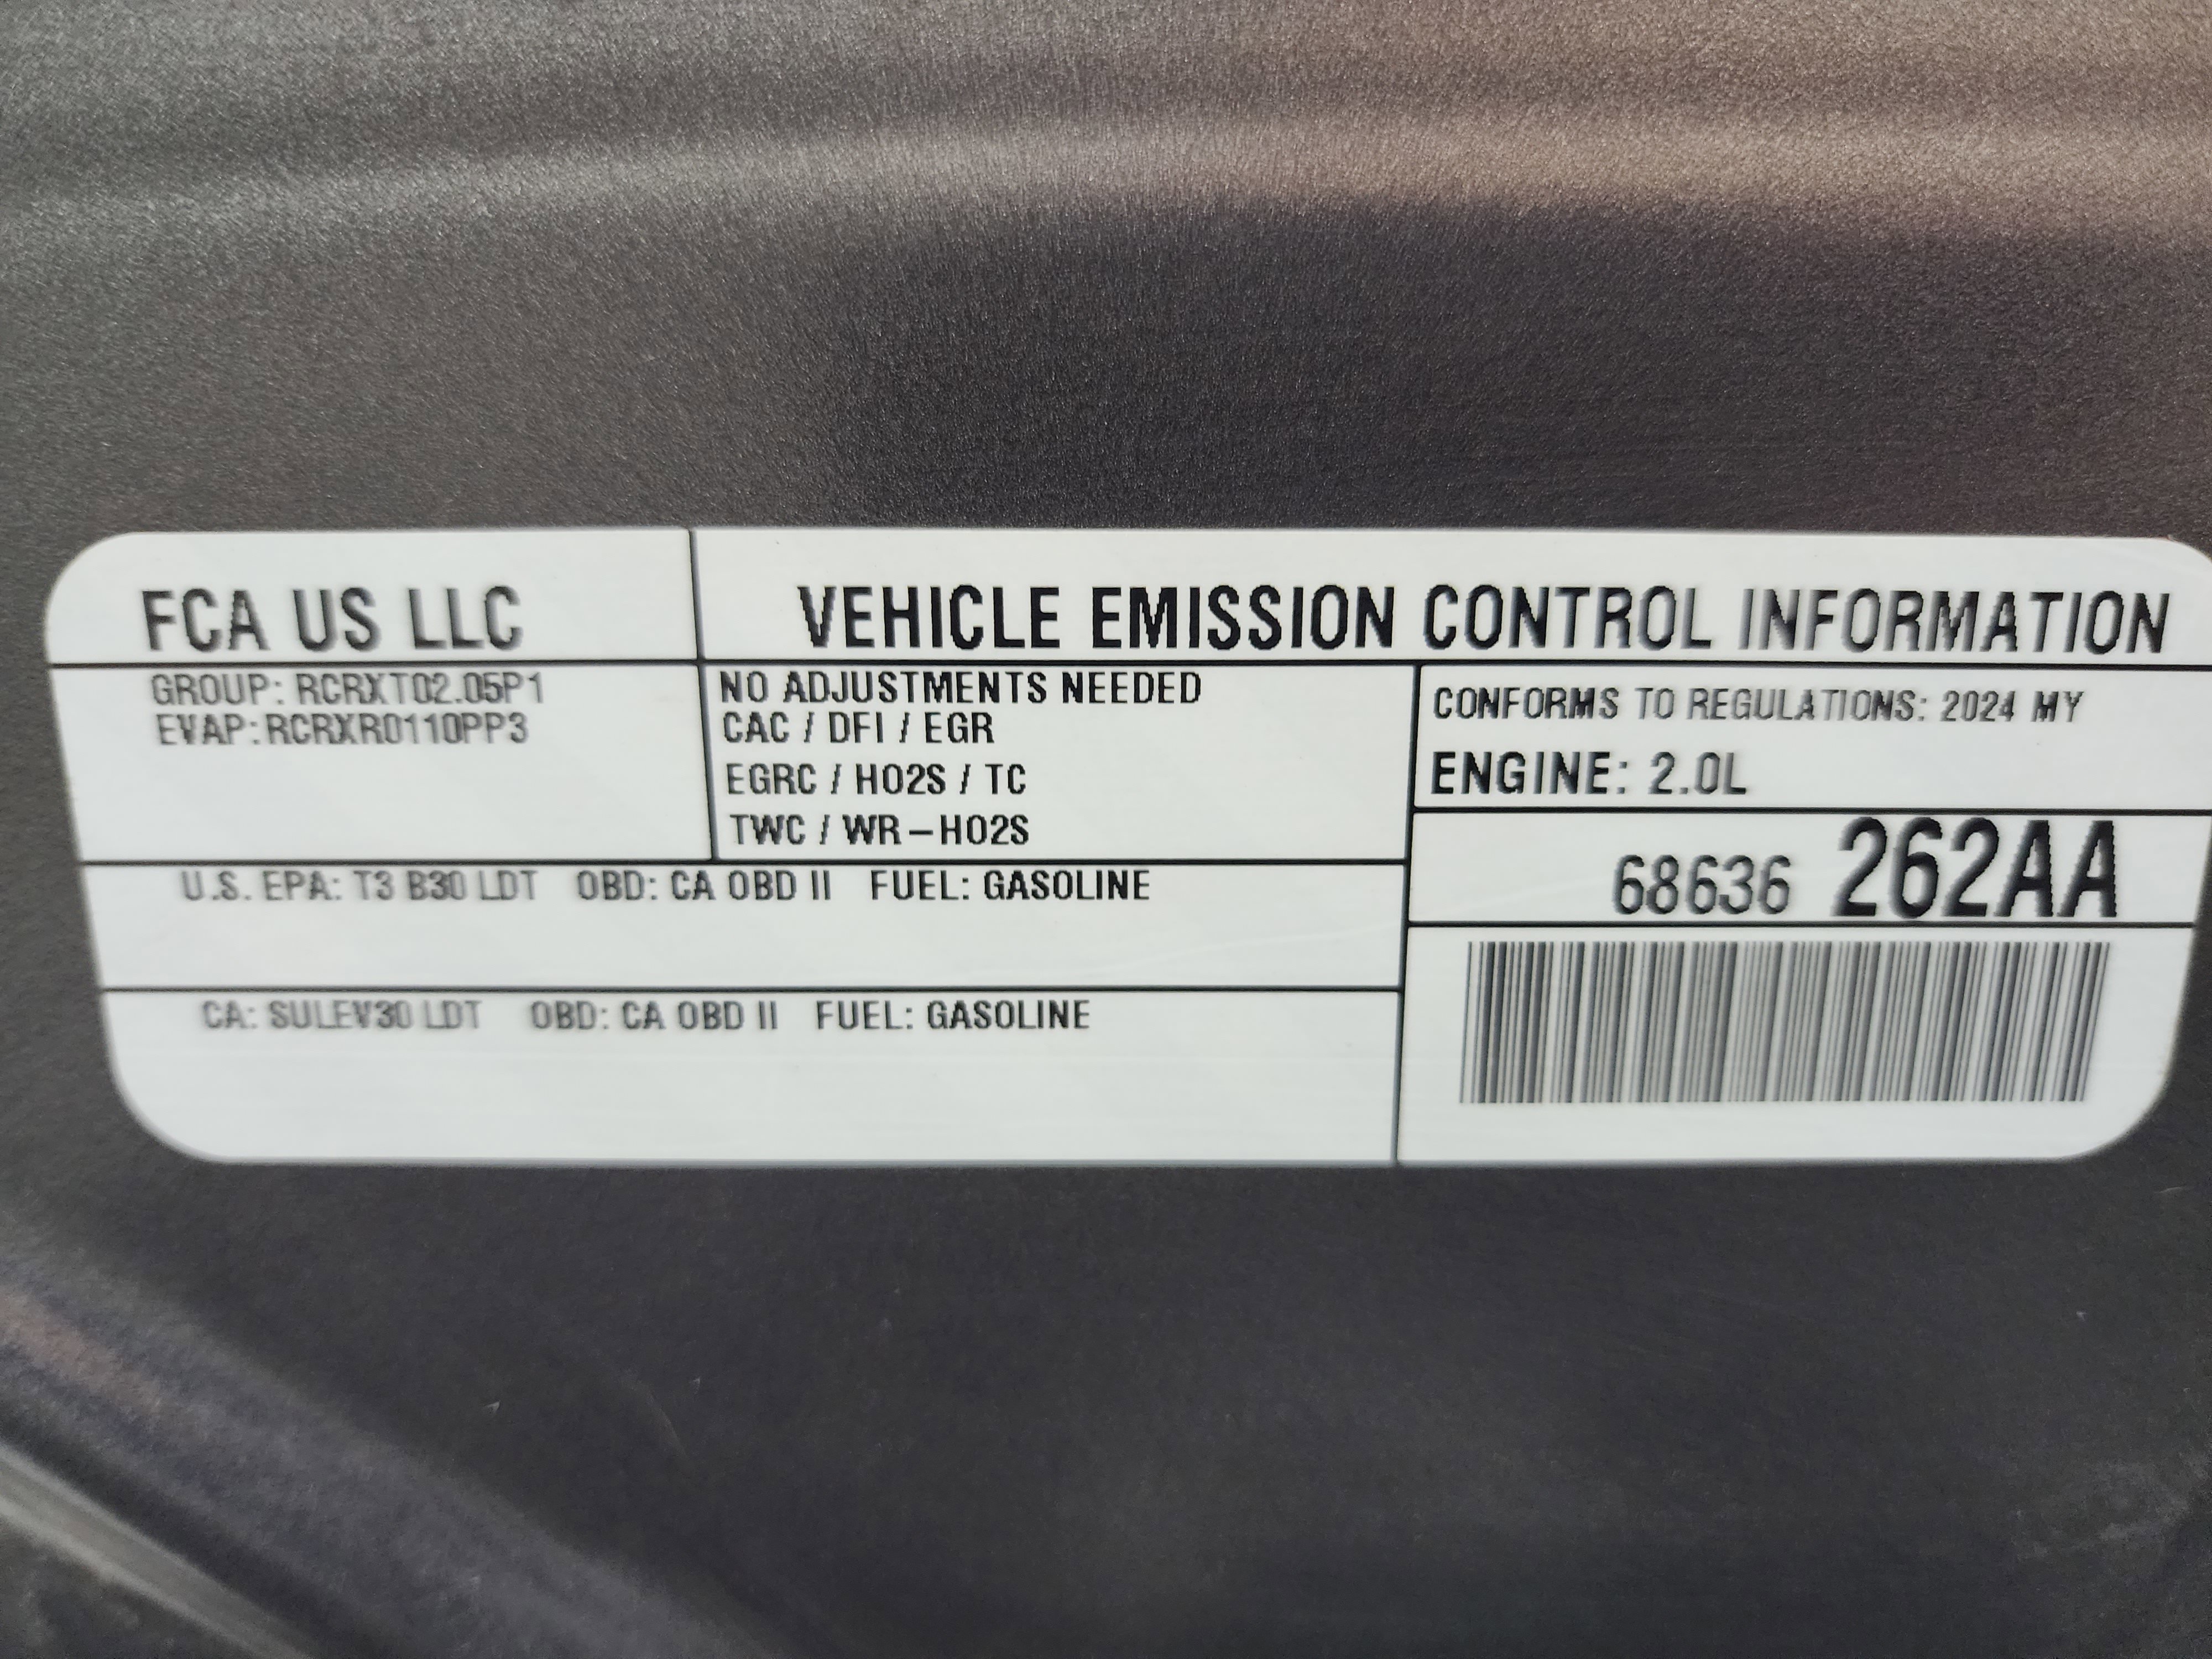 FCA US LLC
VEHICLE EMISSION CONTROL INFORMATION
GROUP: RCRXT02.05P1
EVAP:RCRXR0110PP3
NO ADJUSTMENTS NEEDED
CAC / DFI / EGR
EGRC / HO2S / TC
TWC / WR-HO2S
CONFORMS TO REGULATIONS: 2024 MY
ENGINE: 2.0L
68636 262AA
U.S. EPA: T3 B30 LDT OBD: CA OBD II FUEL: GASOLINE
CA: SULEV30 LDT OBD: CA OBD II FUEL: GASOLINE